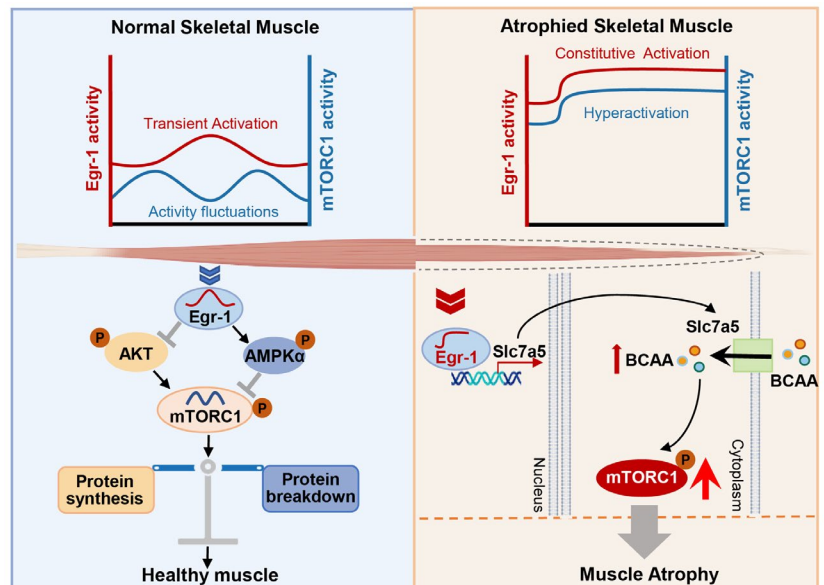 Normal Skeletal Muscle
Egr-1 activity
Transient Activation
Activity fluctuations
mTORC1 activity
Egr-1
P
AKT
AMPKα
P
mTORC1
P
Protein
synthesis
Protein
breakdown
Healthy muscle
Atrophied Skeletal Muscle
Constitutive Activation
Egr-1 activity
Hyperactivation
mTORC1 activity
Egr-1
Slc7a5
Slc7a5
BCAA
BCAA
P
mTORC1
Nucleus
Cytoplasm
Muscle Atrophy